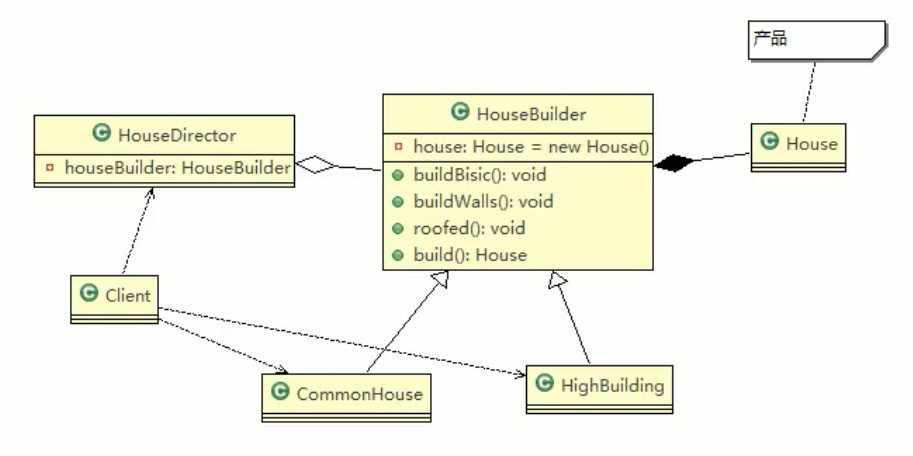 产品
HouseBuilder
HouseDirector
house: House = new House()
House
houseBuilder: HouseBuilder
buildBisic(): void
buildWalls(): void
roofed(): void
build(): House
Client
CommonHouse
HighBuilding